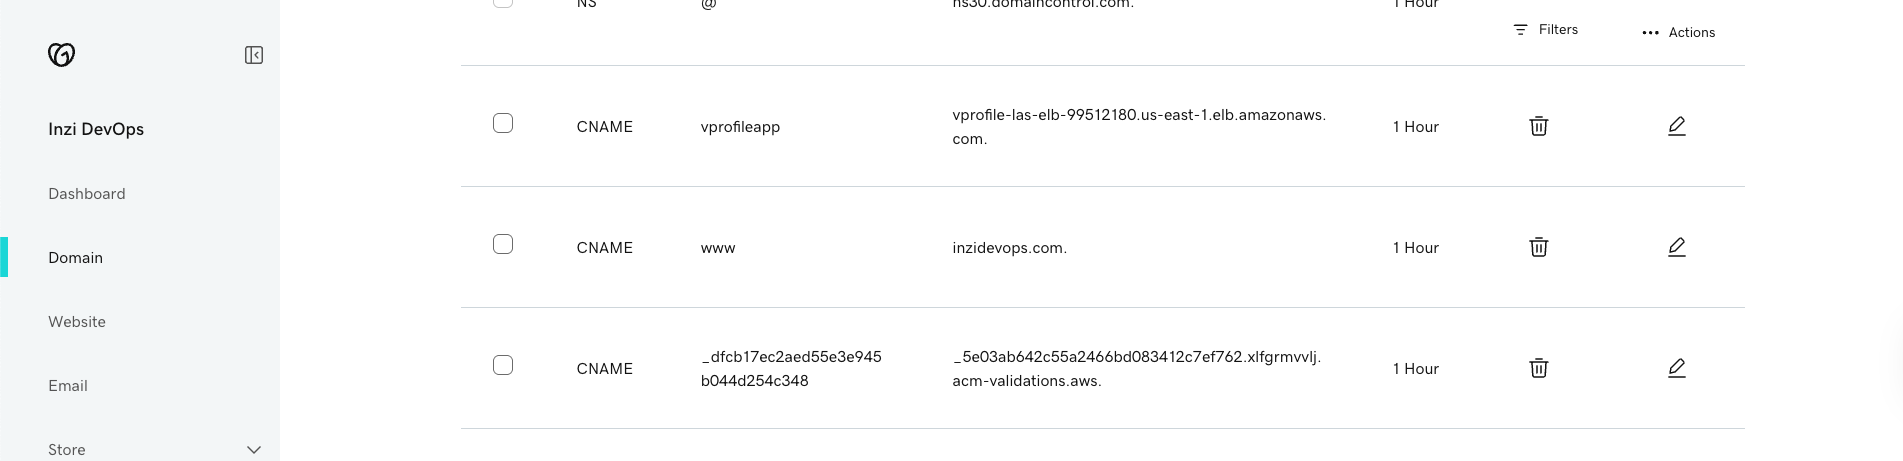 NS @ ns30.domaincontrol.com. 1 Hour
Filters
Actions
Inzi DevOps
Dashboard
Domain
Website
Email
Store
CNAME vprofileapp vprofile-las-elb-99512180.us-east-1.elb.amazonaws.
com.
1 Hour
CNAME www inzidevops.com. 1 Hour
CNAME
_dfcb17ec2aed55e3e945
b044d254c348
_5e03ab642c55a2466bd083412c7ef762.xlfgrmvvlj.
acm-validations.aws.
1 Hour